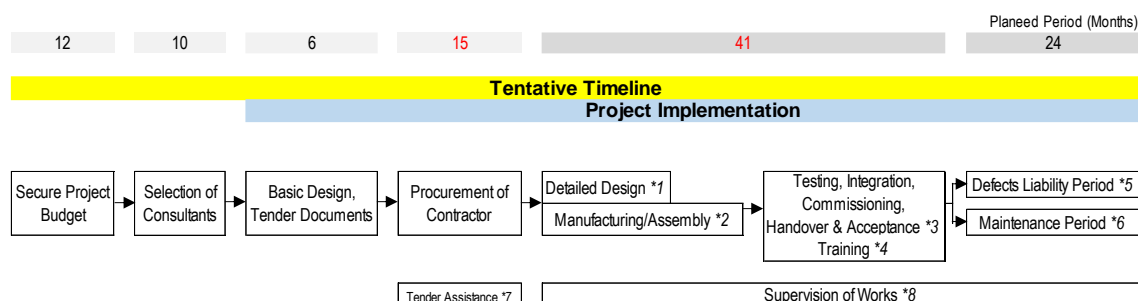 Planeed Period (Months)
12 10 6 15 41 24
Tentative Timeline
Project Implementation
Secure Project
Budget
Selection of
Consultants
Basic Design,
Tender Documents
Procurement of
Contractor
Detailed Design *1
Manufacturing/Assembly *2
Testing, Integration,
Commissioning,
Handover & Acceptance *3
Training *4
Defects Liability Period *5
Maintenance Period *6
Tender Assistance *7
Supervision of Works *8